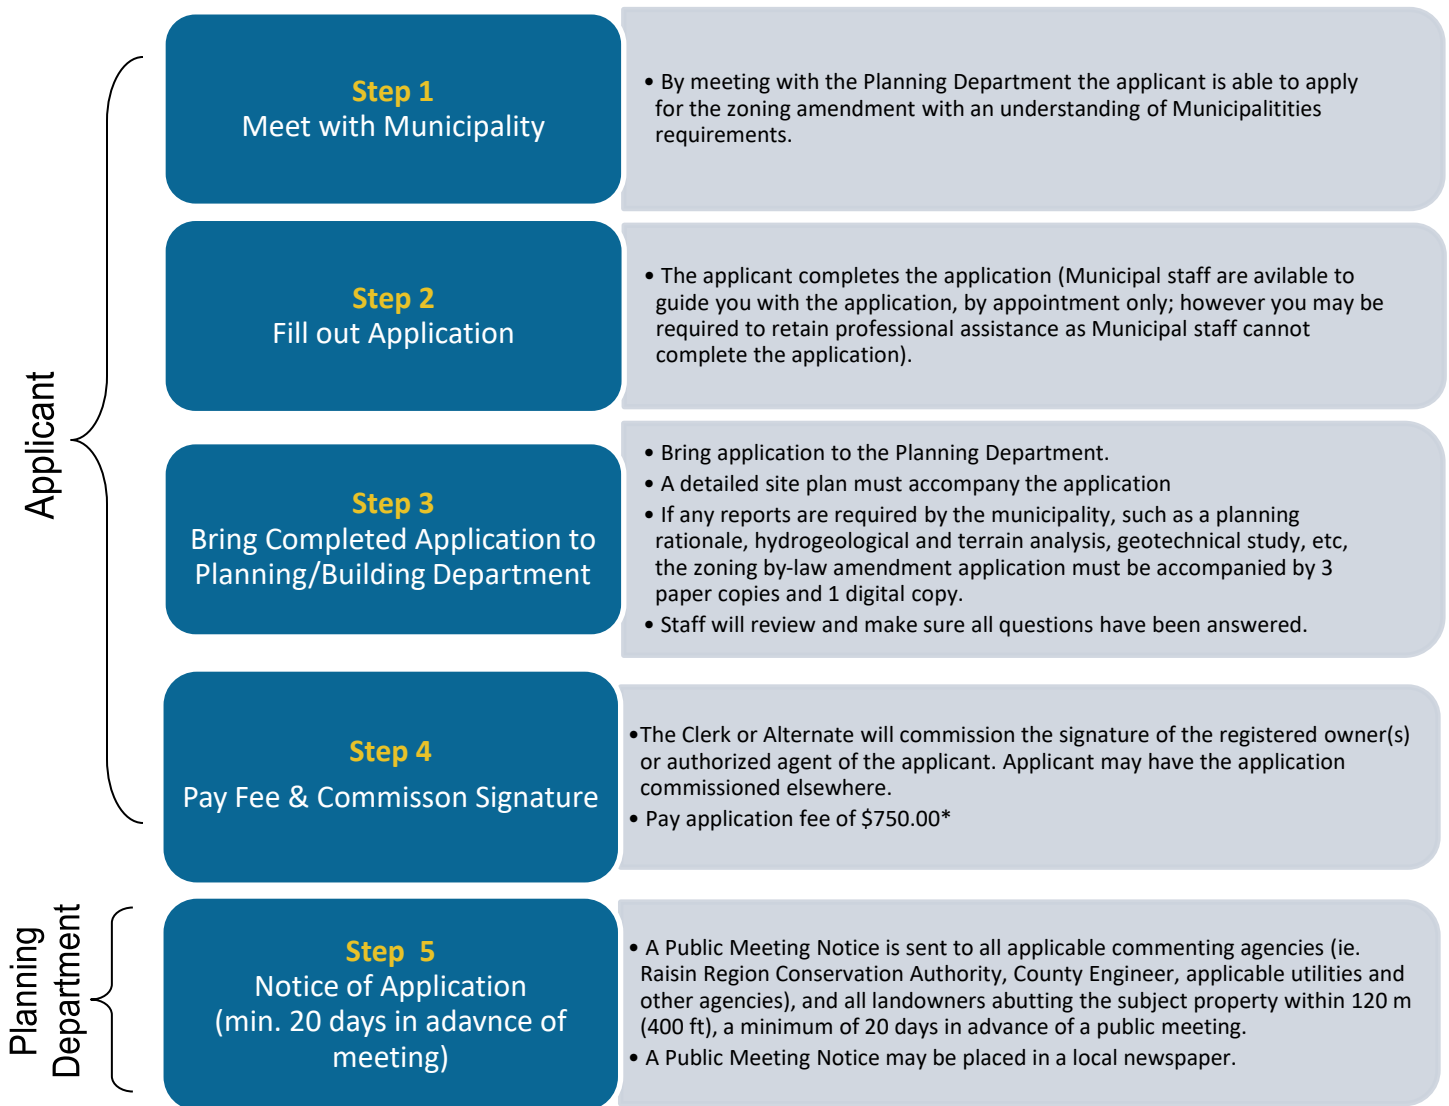 Applicant
Step 1
Meet with Municipality
• By meeting with the Planning Department the applicant is able to apply
for the zoning amendment with an understanding of Municipalitities
requirements.
Step 2
Fill out Application
• The applicant completes the application (Municipal staff are avilable to
guide you with the application, by appointment only; however you may be
required to retain professional assistance as Municipal staff cannot
complete the application).
Step 3
Bring Completed Application to
Planning/Building Department
• Bring application to the Planning Department.
• A detailed site plan must accompany the application
• If any reports are required by the municipality, such as a planning
rationale, hydrogeological and terrain analysis, geotechnical study, etc,
the zoning by-law amendment application must be accompanied by 3
paper copies and 1 digital copy.
• Staff will review and make sure all questions have been answered.
Step 4
Pay Fee & Commisson Signature
•The Clerk or Alternate will commission the signature of the registered owner(s)
or authorized agent of the applicant. Applicant may have the application
commissioned elsewhere.
• Pay application fee of $750.00*
Planning
Department
Step 5
Notice of Application
(min. 20 days in adavnce of
meeting)
• A Public Meeting Notice is sent to all applicable commenting agencies (ie.
Raisin Region Conservation Authority, County Engineer, applicable utilities and
other agencies), and all landowners abutting the subject property within 120 m
(400 ft), a minimum of 20 days in advance of a public meeting.
• A Public Meeting Notice may be placed in a local newspaper.